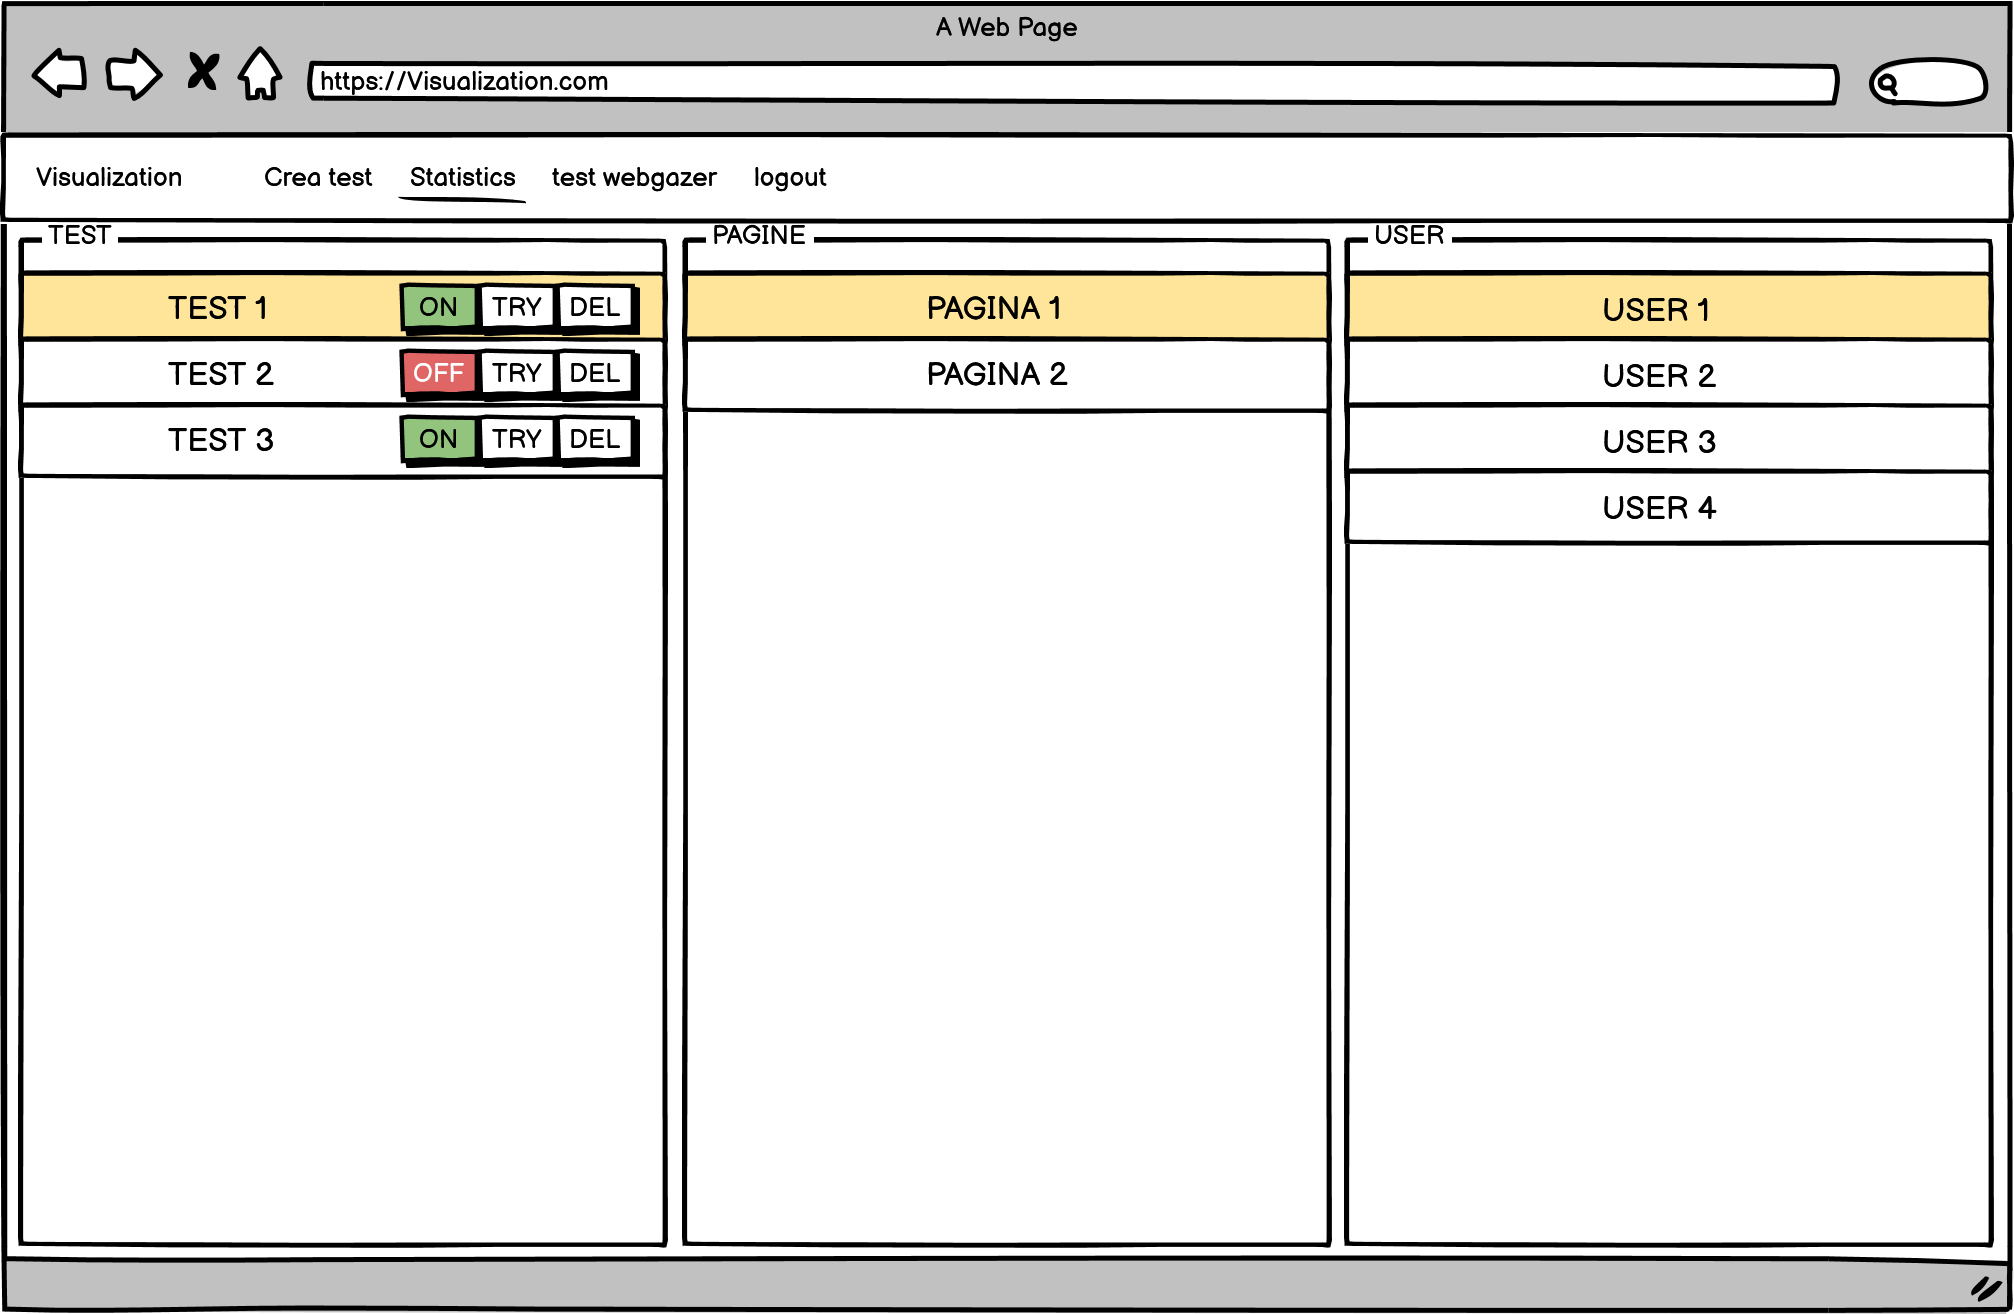 A Web Page
https://Visualization.com
Visualization Crea test Statistics test webgazer logout
TEST
TEST 1 ON TRY DEL
TEST 2 OFF TRY DEL
TEST 3 ON TRY DEL
PAGINE
PAGINA 1
PAGINA 2
USER
USER 1
USER 2
USER 3
USER 4